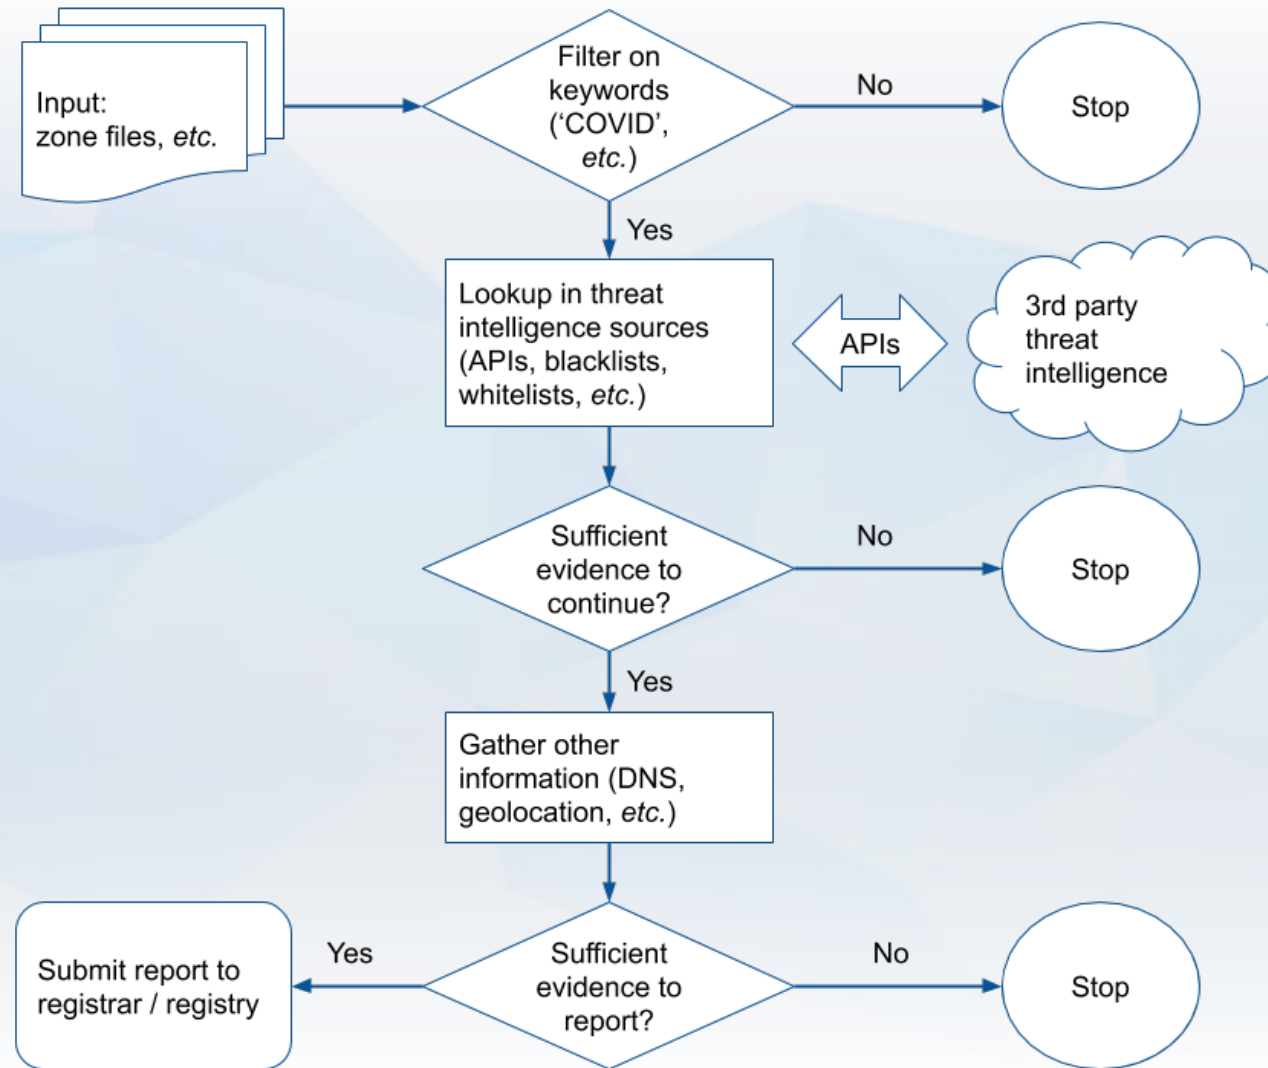 Input:
zone files, etc.
Filter on
keywords
(‘COVID’,
etc.)
No
Stop
Yes
Lookup in threat
intelligence sources
(APIs, blacklists,
whitelists, etc.)
APIs
3rd party
threat
intelligence
Sufficient
evidence to
continue?
No
Stop
Yes
Gather other
information (DNS,
geolocation, etc.)
Submit report to
registrar / registry
Yes
Sufficient
evidence to
report?
No
Stop